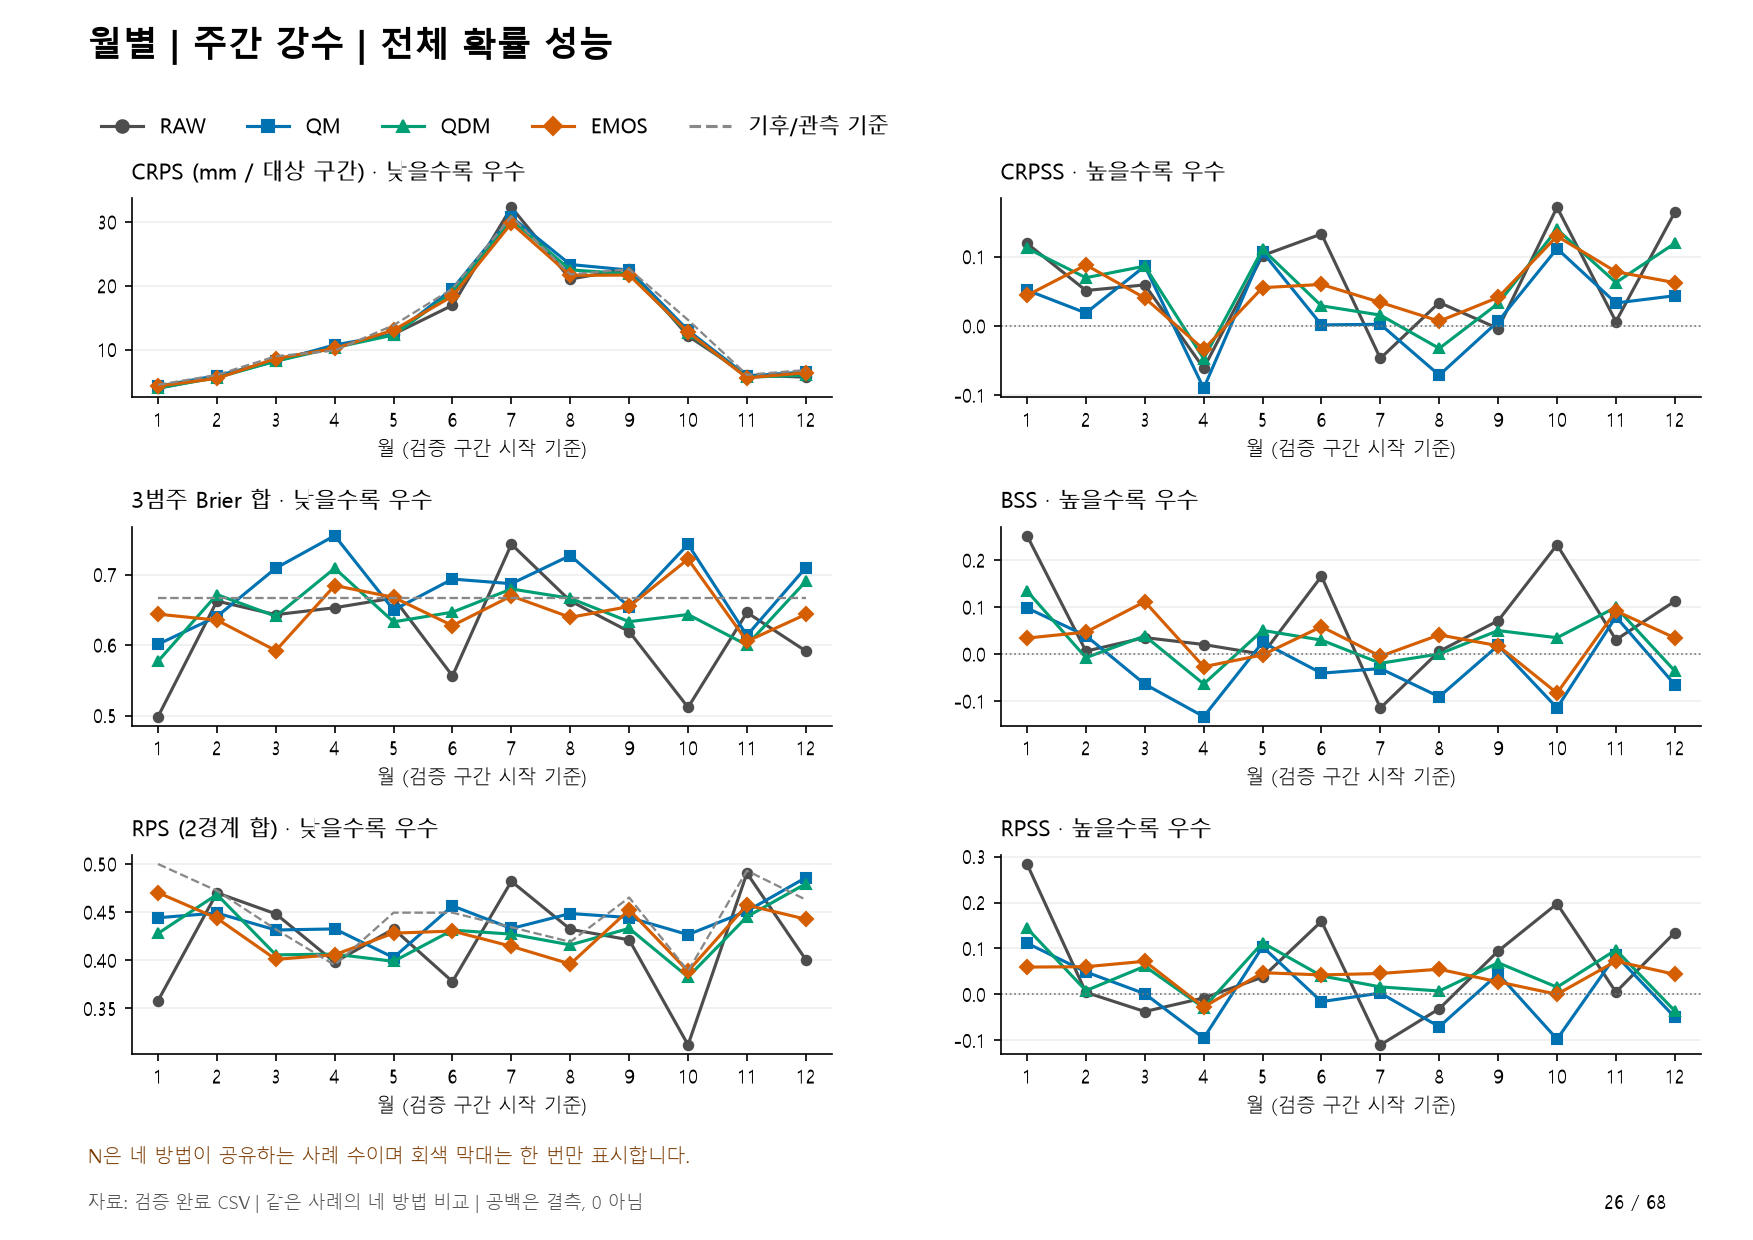 월별 | 주간 강수 | 전체 확률 성능
RAW QM QDM EMOS 기후/관측 기준
CRPS (mm / 대상 구간) · 낮을수록 우수
30
20
10
1 2 3 4 5 6 7 8 9 10 11 12
월 (검증 구간 시작 기준)
CRPSS · 높을수록 우수
0.1
0.0
-0.1
1 2 3 4 5 6 7 8 9 10 11 12
월 (검증 구간 시작 기준)
3범주 Brier 합 · 낮을수록 우수
0.7
0.6
0.5
1 2 3 4 5 6 7 8 9 10 11 12
월 (검증 구간 시작 기준)
BSS · 높을수록 우수
0.2
0.1
0.0
-0.1
1 2 3 4 5 6 7 8 9 10 11 12
월 (검증 구간 시작 기준)
RPS (2경계 합) · 낮을수록 우수
0.50
0.45
0.40
0.35
1 2 3 4 5 6 7 8 9 10 11 12
월 (검증 구간 시작 기준)
RPSS · 높을수록 우수
0.3
0.2
0.1
0.0
-0.1
1 2 3 4 5 6 7 8 9 10 11 12
월 (검증 구간 시작 기준)
N은 네 방법이 공유하는 사례 수이며 회색 막대는 한 번만 표시합니다.
자료: 검증 완료 CSV | 같은 사례의 네 방법 비교 | 공백은 결측, 0 아님
26 / 68